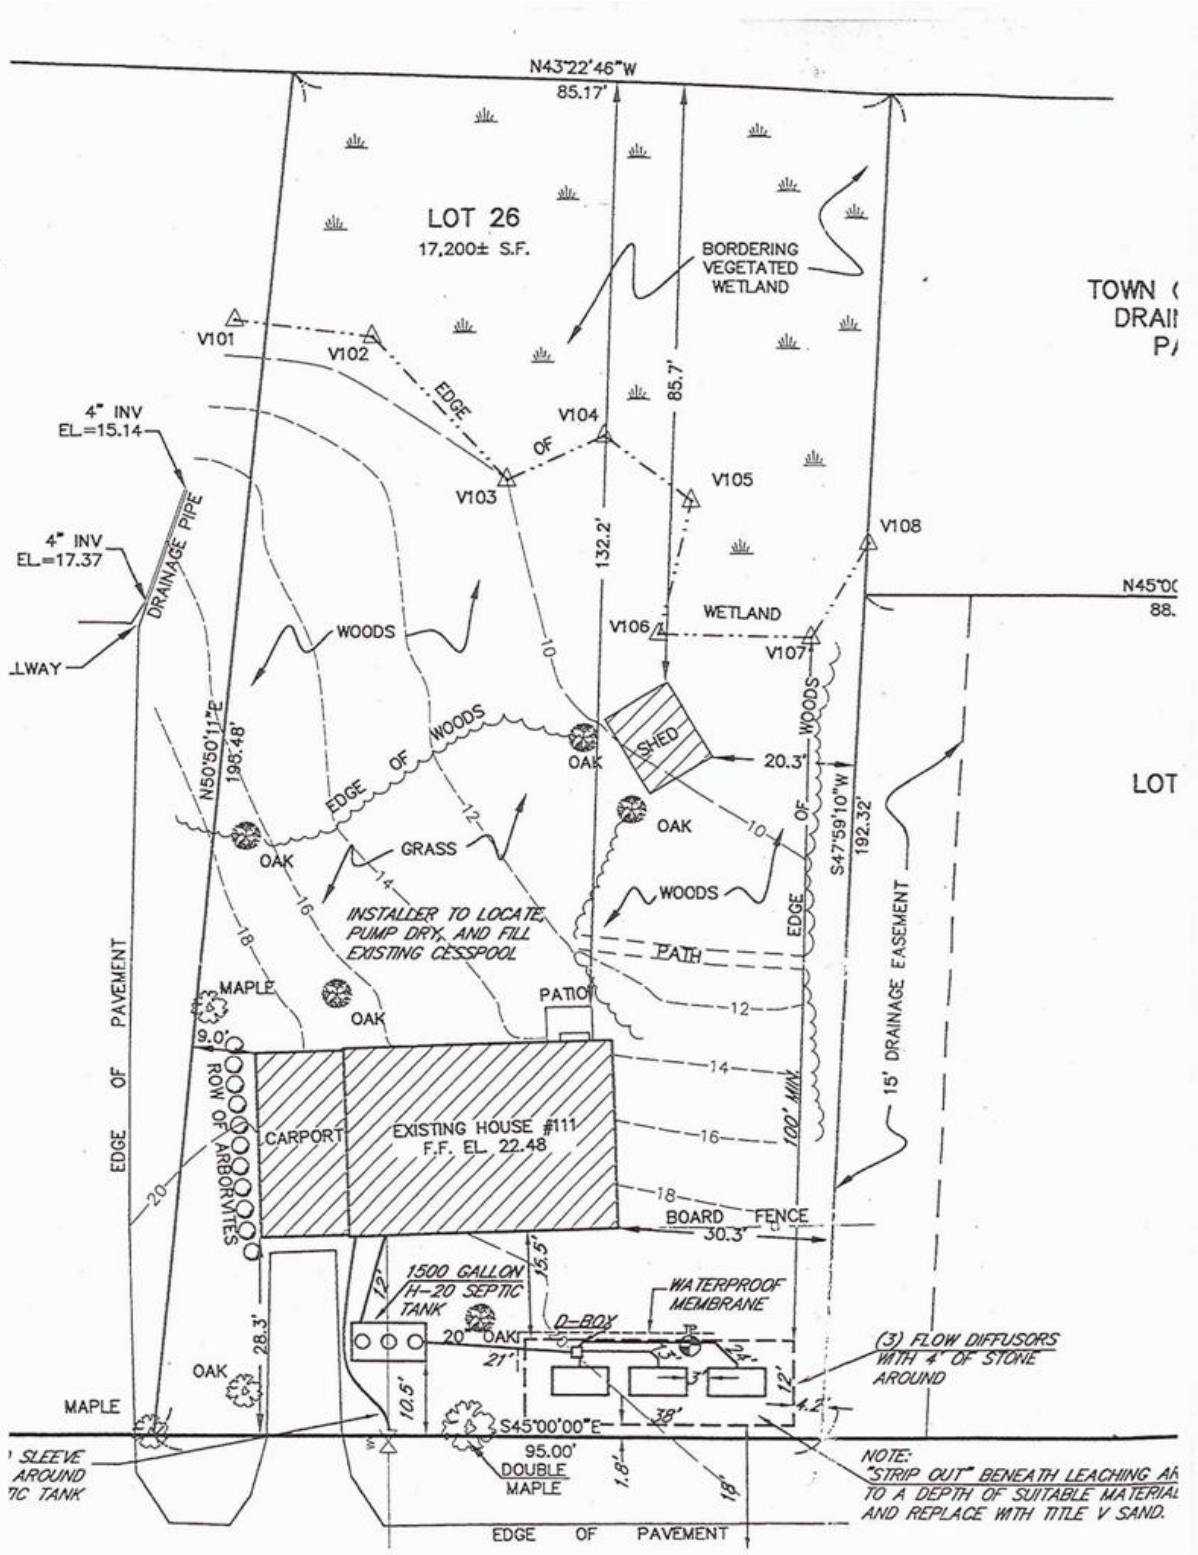 N43°22'46"W
85.17'
LOT 26
17,200± S.F.
BORDERING
VEGETATED
WETLAND
TOWN
DRAI
PA
V101
V102
EDGE
OF
WETLAND
V103
V104
V105
V106
V107
V108
85.7'
132.2'
4" INV
EL.=15.14
4" INV
EL.=17.37
DRAINAGE PIPE
LWAY
WOODS
N45°00
88.
10
N50°50'11"E
196.48'
EDGE OF WOODS
OAK
SHED
20.3'
EDGE OF WOODS
S47°59'10"W
192.32'
LOT
OAK
10
OAK
GRASS
12
14
16
18
WOODS
INSTALLER TO LOCATE,
PUMP DRY, AND FILL
EXISTING CESSPOOL
PATH
15' DRAINAGE EASEMENT
EDGE OF PAVEMENT
MAPLE
OAK
PATIO
12
9.0'
ROW OF ARBORVITES
14
CARPORT
EXISTING HOUSE #111
F.F. EL. 22.48
16
100' MIN.
20
18
BOARD FENCE
30.3'
15.5'
12'
1500 GALLON
H-20 SEPTIC
TANK
WATERPROOF
MEMBRANE
D-BOX
20'
OAK
21'
TP
28.3'
OAK
10.5'
3'
24"
12'
(3) FLOW DIFFUSORS
WITH 4' OF STONE
AROUND
4.2'
38'
MAPLE
S45°00'00"E
95.00'
DOUBLE
MAPLE
W
1.8'
18'
SLEEVE
AROUND
TIC TANK
NOTE:
"STRIP OUT" BENEATH LEACHING AR
TO A DEPTH OF SUITABLE MATERIAL
AND REPLACE WITH TITLE V SAND.
EDGE OF PAVEMENT